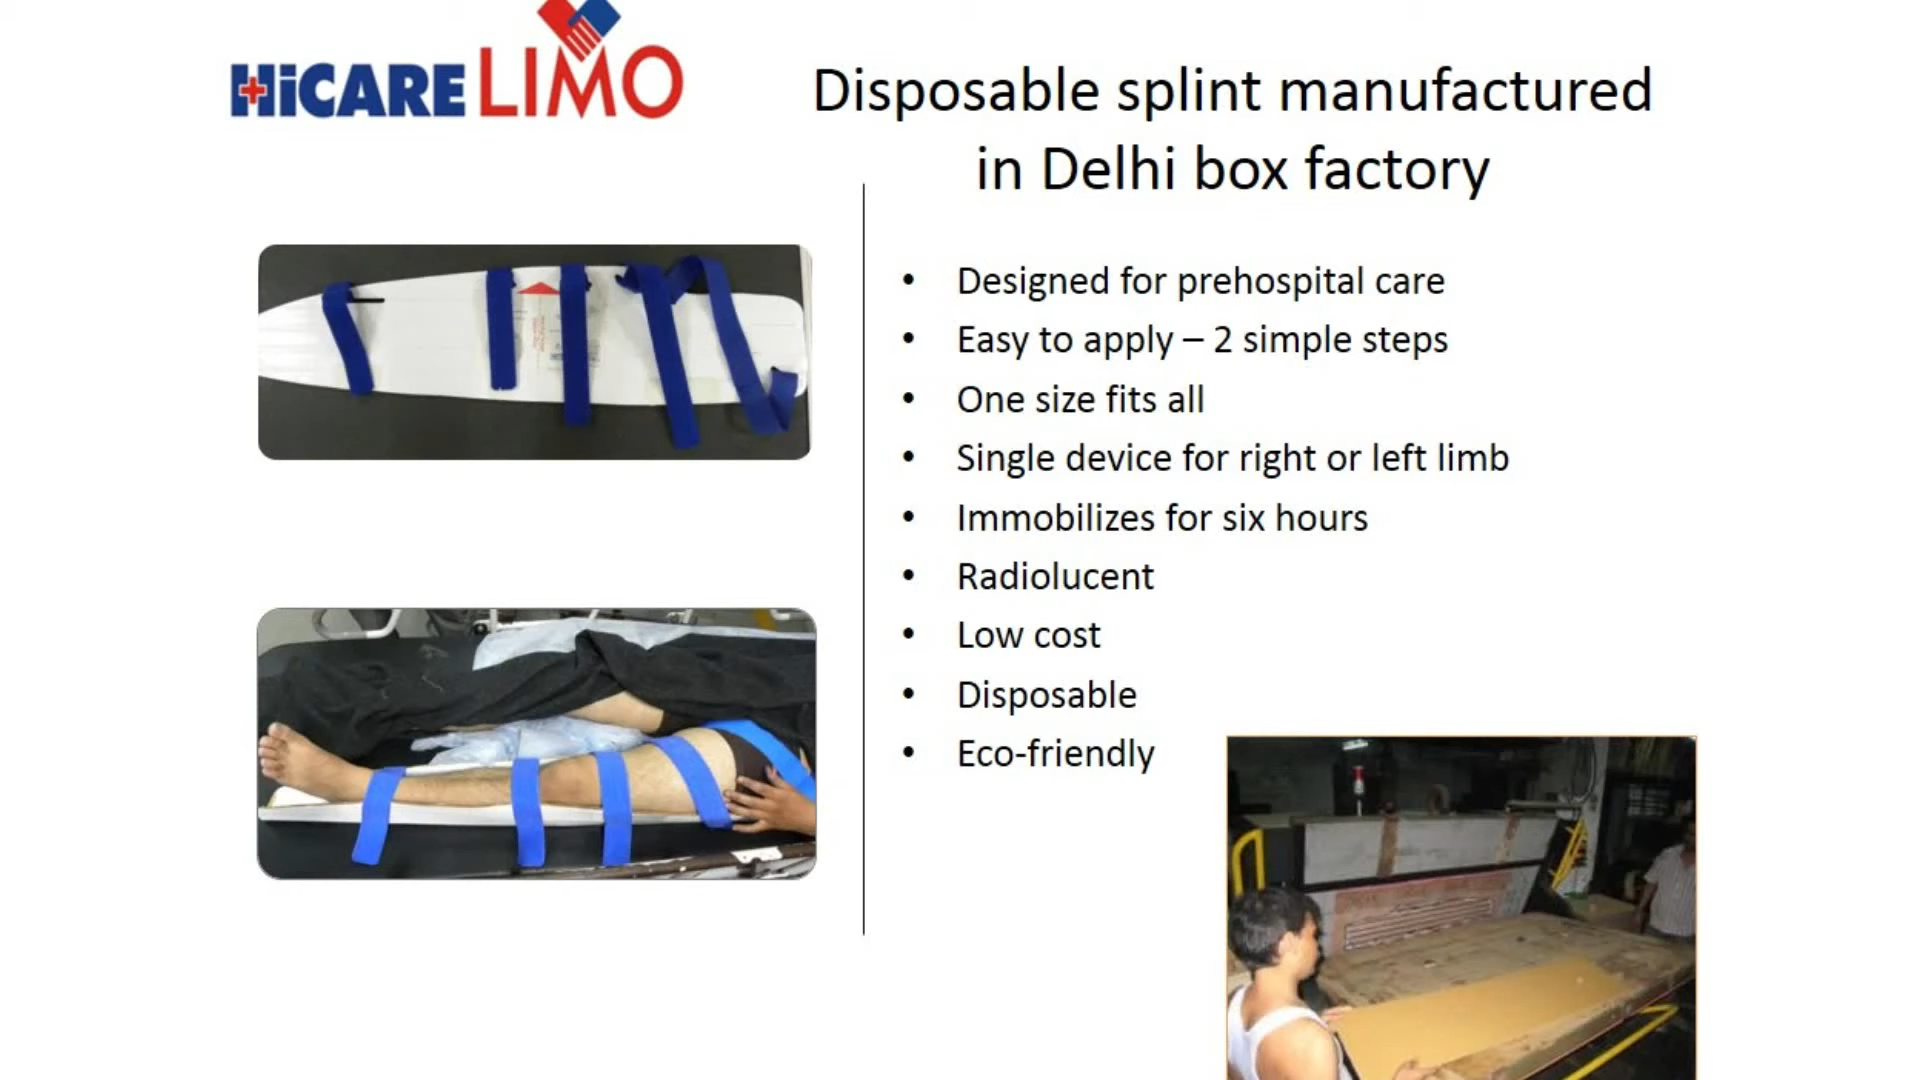 HiCARE LIMO
Disposable splint manufactured
in Delhi box factory
• Designed for prehospital care
• Easy to apply – 2 simple steps
• One size fits all
• Single device for right or left limb
• Immobilizes for six hours
• Radiolucent
• Low cost
• Disposable
• Eco-friendly